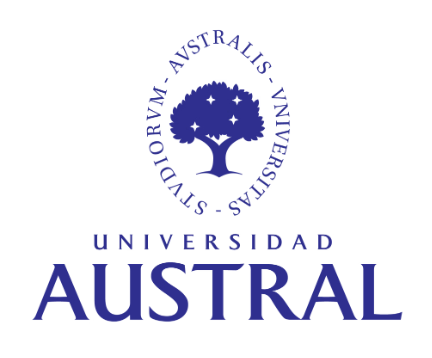 STVDIORVM - AVSTRALIS - VNIVERSITAS -
UNIVERSIDAD
AUSTRAL